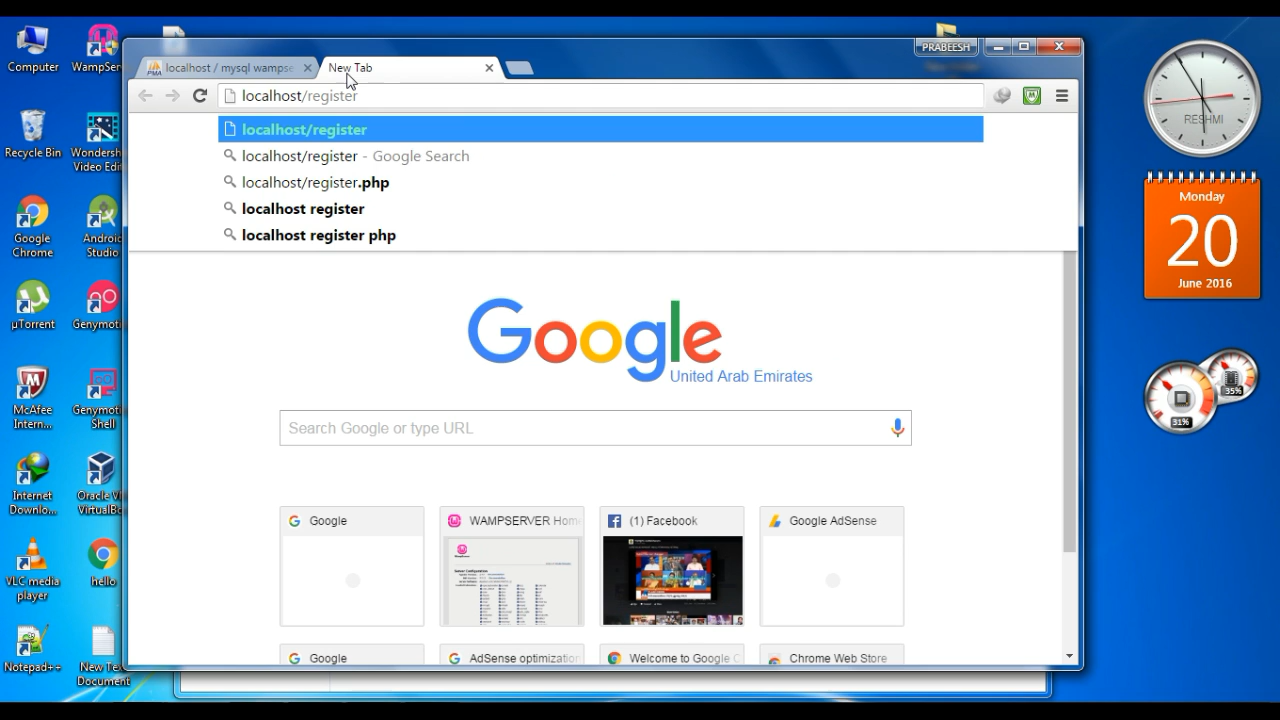 Computer
WampSer
Recycle Bin
Wondersh
Video Edi
Google
Chrome
Android
Studio
µTorrent
Genymoti
McAfee
Intern...
Genymot
Shell
Internet
Downlo...
Oracle V
VirtualBo
VLC media
player
hello
Notepad++
New Tex
Document
PRABEESH
localhost / mysql wampse
New Tab
localhost/register
localhost/register
localhost/register - Google Search
localhost/register.php
localhost register
localhost register php
Google
United Arab Emirates
Search Google or type URL
Google
WAMPSERVER Hom
(1) Facebook
Google AdSense
Google
AdSense optimization
Welcome to Google C
Chrome Web Store
RESHMI
Monday
20
June 2016
35%
31%